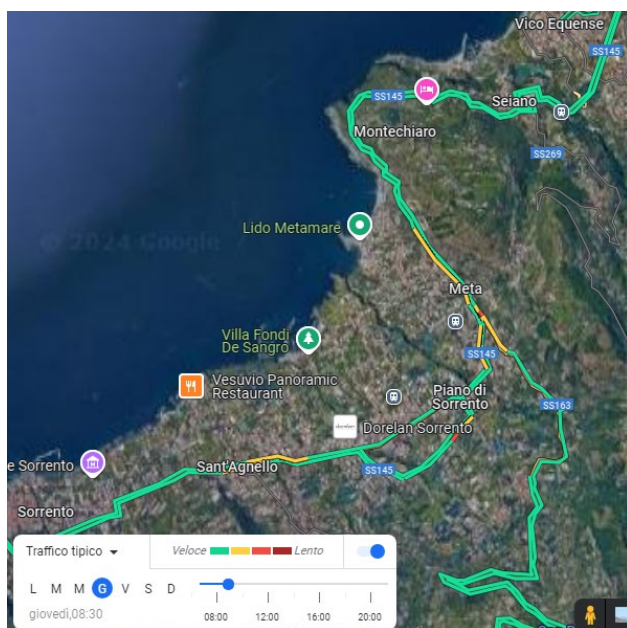 Vico Equense
SS145
SS145
Seiano
Montechiaro
SS269
© 2024 Google
Lido Metamare
Meta
Villa Fondi
De Sangro
SS145
Vesuvio Panoramic
Restaurant
Piano di
Sorrento
SS163
Dorelan Sorrento
e Sorrento
Sant'Agnello
SS145
Sorrento
Traffico tipico
Veloce
Lento
L M M G V S D
giovedì,08:30
08:00 12:00 16:00 20:00